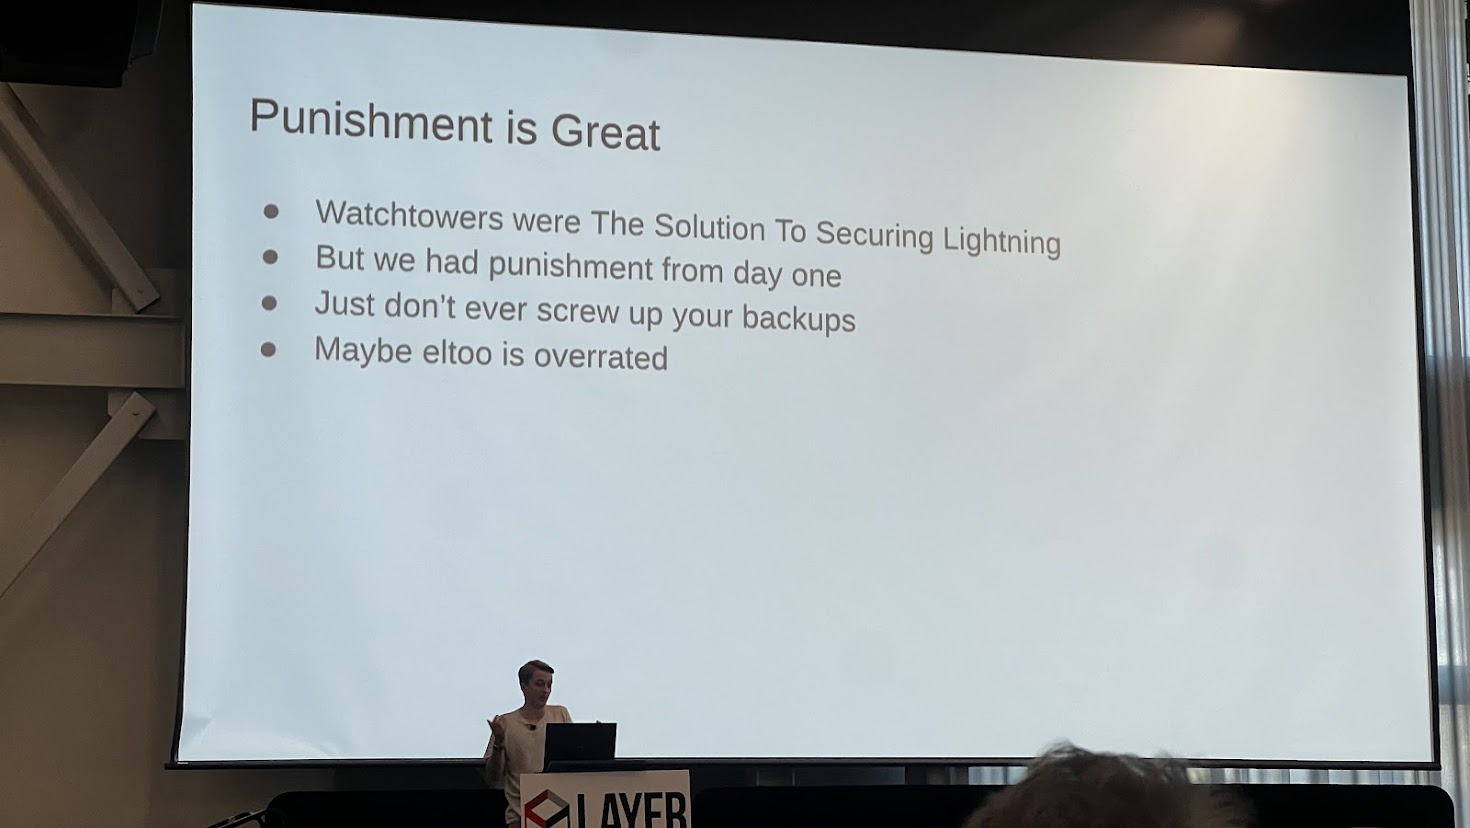 Punishment is Great
Watchtowers were The Solution To Securing Lightning
But we had punishment from day one
Just don't ever screw up your backups
Maybe eltoo is overrated
LAYER